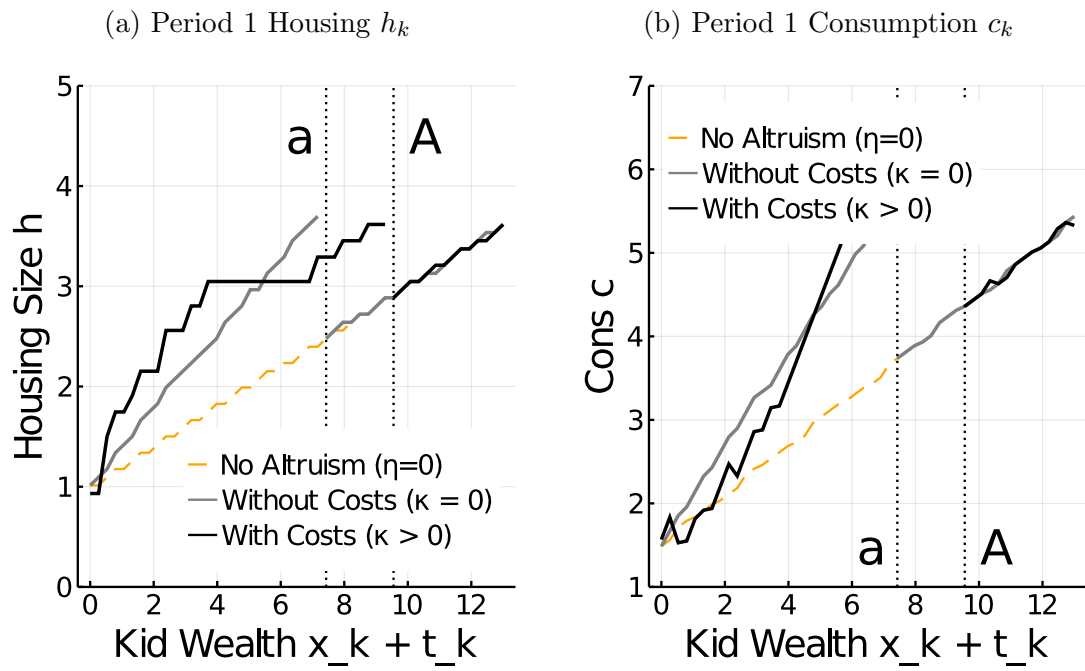 (a) Period 1 Housing h_k
5
4
3
2
1
0
Housing Size h
a
A
No Altruism (η=0)
Without Costs (κ = 0)
With Costs (κ > 0)
0 2 4 6 8 10 12
Kid Wealth x_k + t_k
(b) Period 1 Consumption c_k
7
6
5
4
3
2
1
Cons c
No Altruism (η=0)
Without Costs (κ = 0)
With Costs (κ > 0)
a
A
0 2 4 6 8 10 12
Kid Wealth x_k + t_k